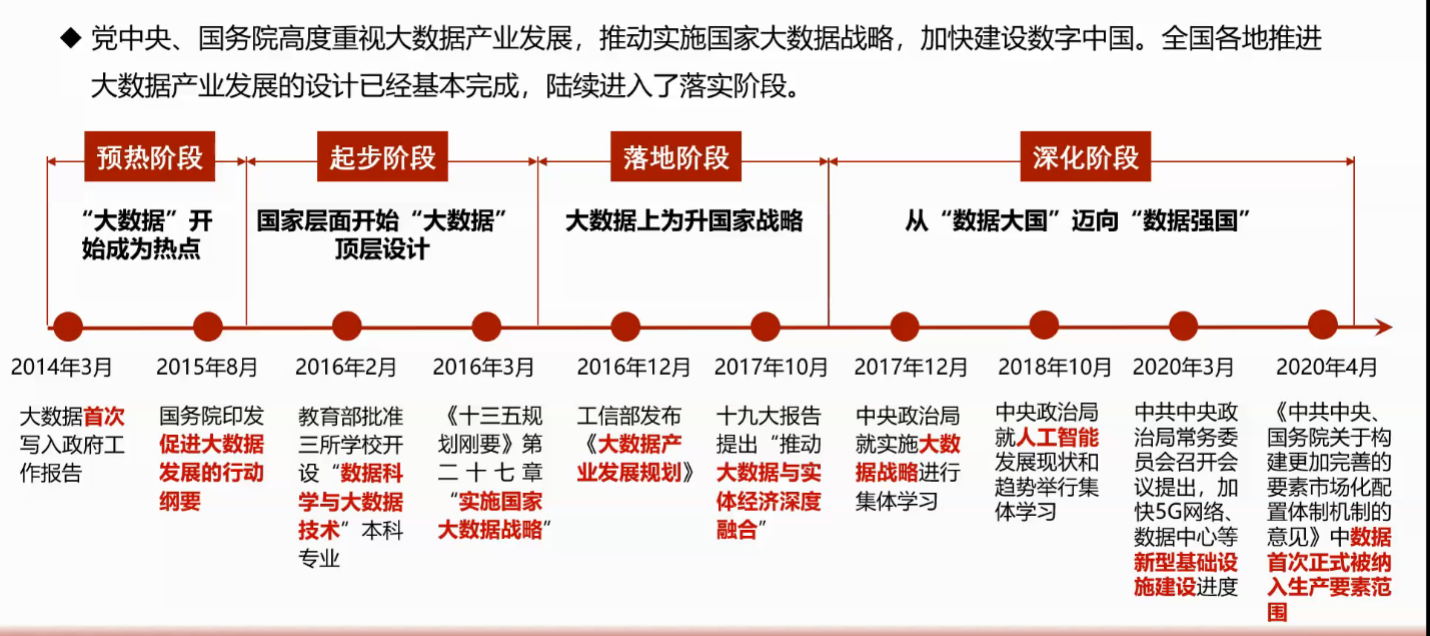 ◆ 党中央、国务院高度重视大数据产业发展，推动实施国家大数据战略，加快建设数字中国。全国各地推进
大数据产业发展的设计已经基本完成，陆续进入了落实阶段。
预热阶段
起步阶段
落地阶段
深化阶段
“大数据”开
始成为热点
国家层面开始“大数据”
顶层设计
大数据上为升国家战略
从“数据大国”迈向“数据强国”
2014年3月
大数据首次
写入政府工
作报告
2015年8月
国务院印发
促进大数据
发展的行动
纲要
2016年2月
教育部批准
三所学校开
设“数据科
学与大数据
技术”本科
专业
2016年3月
《十三五规
划刚要》第
二十七章
“实施国家
大数据战略”
2016年12月
工信部发布
《大数据产
业发展规划》
2017年10月
十九大报告
提出“推动
大数据与实
体经济深度
融合”
2017年12月
中央政治局
就实施大数
据战略进行
集体学习
2018年10月
中央政治局
就人工智能
发展现状和
趋势举行集
体学习
2020年3月
中共中央政
治局常务委
员会召开会
议提出，加
快5G网络、
数据中心等
新型基础设
施建设进度
2020年4月
《中共中央、
国务院关于构
建更加完善的
要素市场化配
置体制机制的
意见》中数据
首次正式被纳
入生产要素范
围